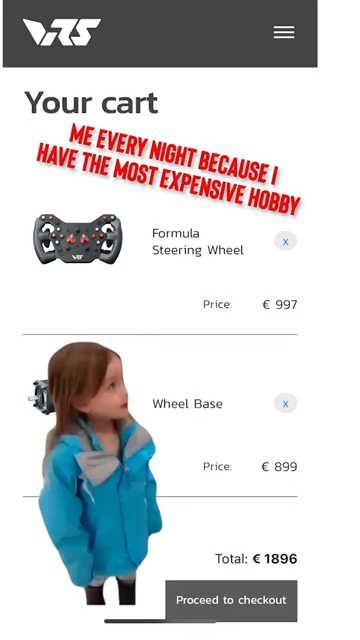 VRS
Your cart
ME EVERY NIGHT BECAUSE I
HAVE THE MOST EXPENSIVE HOBBY
Formula
Steering Wheel
x
Price:
€ 997
Wheel Base
x
Price:
€ 899
Total: € 1896
Proceed to checkout